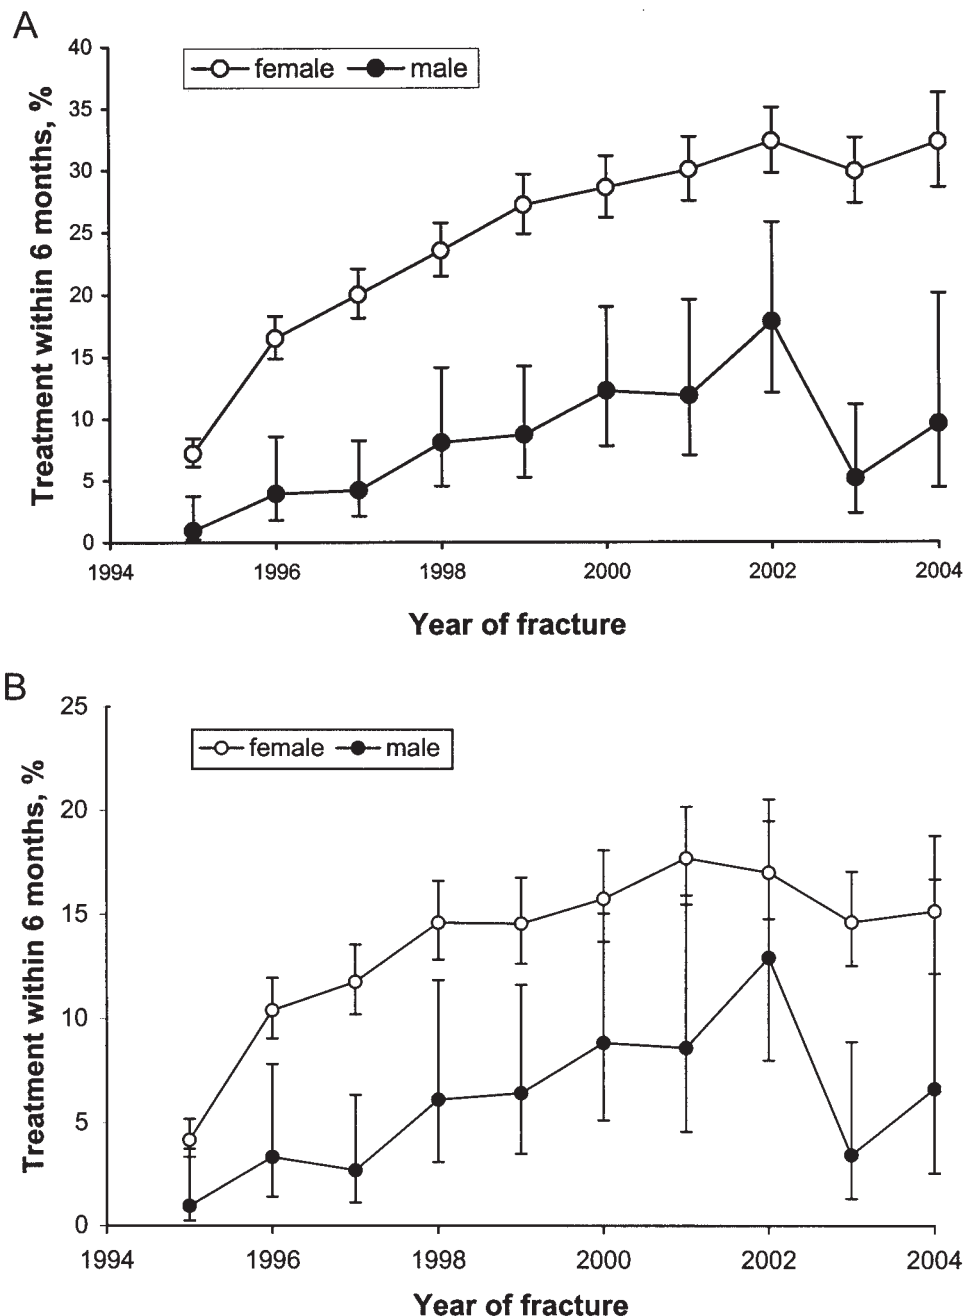 A
Treatment within 6 months, %
40
35
30
25
20
15
10
5
0
female male
1994 1996 1998 2000 2002 2004
Year of fracture
B
Treatment within 6 months, %
25
20
15
10
5
0
female male
1994 1996 1998 2000 2002 2004
Year of fracture